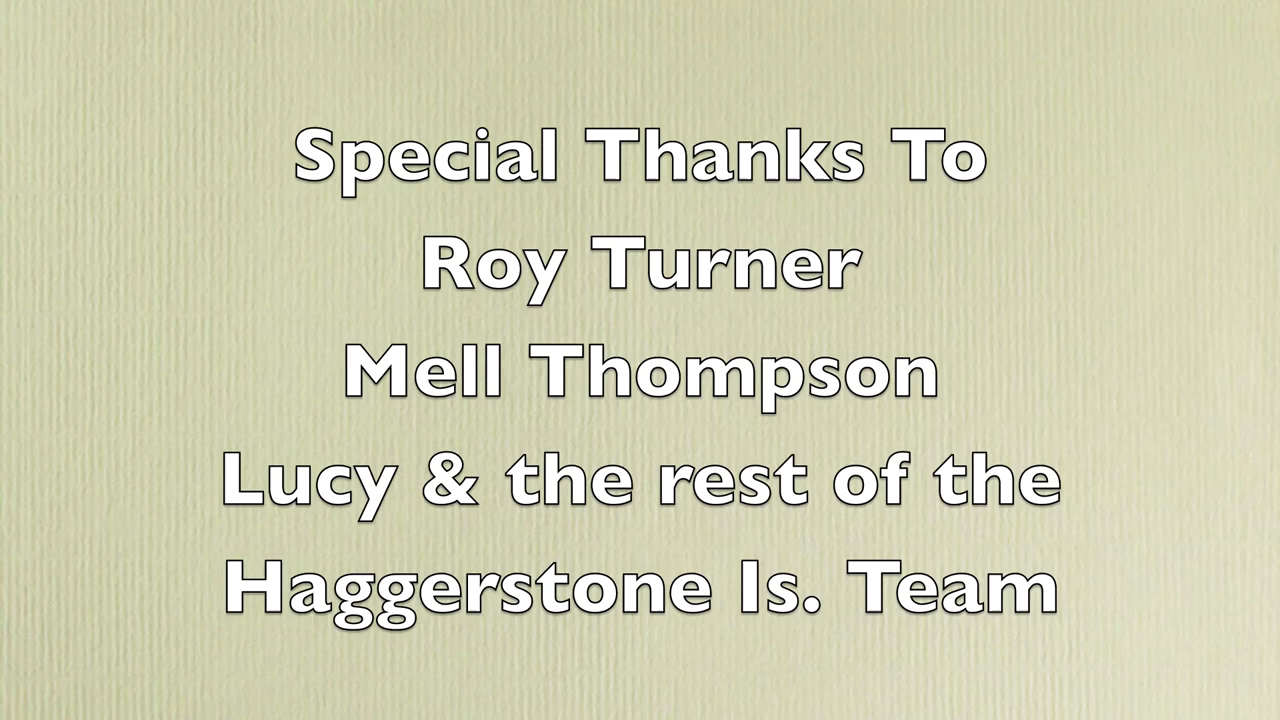 Special Thanks To
Roy Turner
Mell Thompson
Lucy & the rest of the
Haggerstone Is. Team